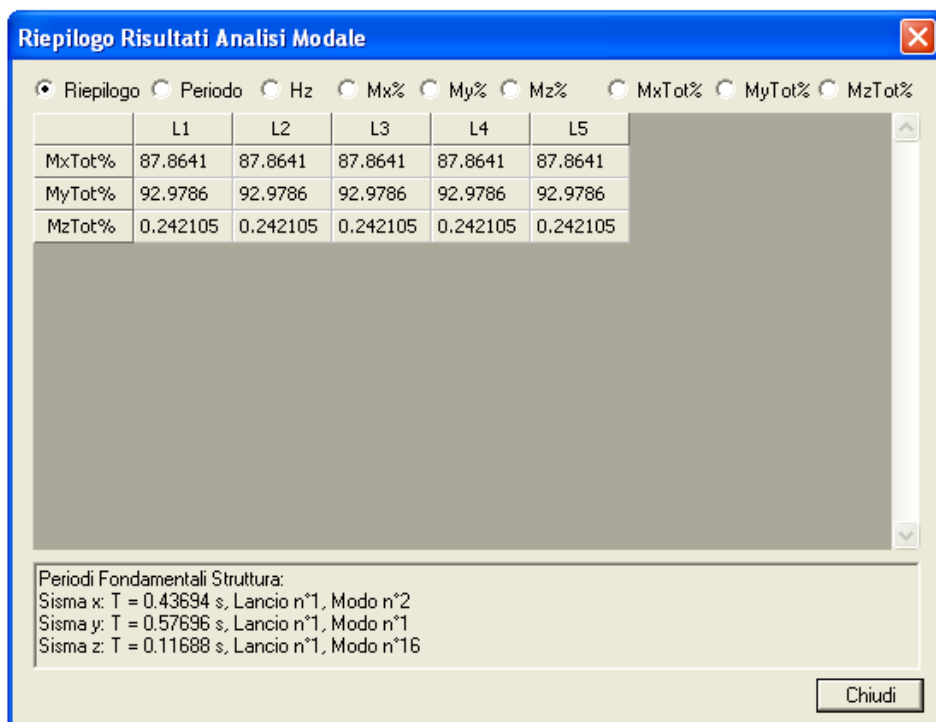 Riepilogo Risultati Analisi Modale
Riepilogo Periodo Hz Mx% My% Mz% MxTot% MyTot% MzTot%
L1 L2 L3 L4 L5
MxTot% 87.8641 87.8641 87.8641 87.8641 87.8641
MyTot% 92.9786 92.9786 92.9786 92.9786 92.9786
MzTot% 0.242105 0.242105 0.242105 0.242105 0.242105
Periodi Fondamentali Struttura:
Sisma x: T = 0.43694 s, Lancio n°1, Modo n°2
Sisma y: T = 0.57696 s, Lancio n°1, Modo n°1
Sisma z: T = 0.11688 s, Lancio n°1, Modo n°16
Chiudi